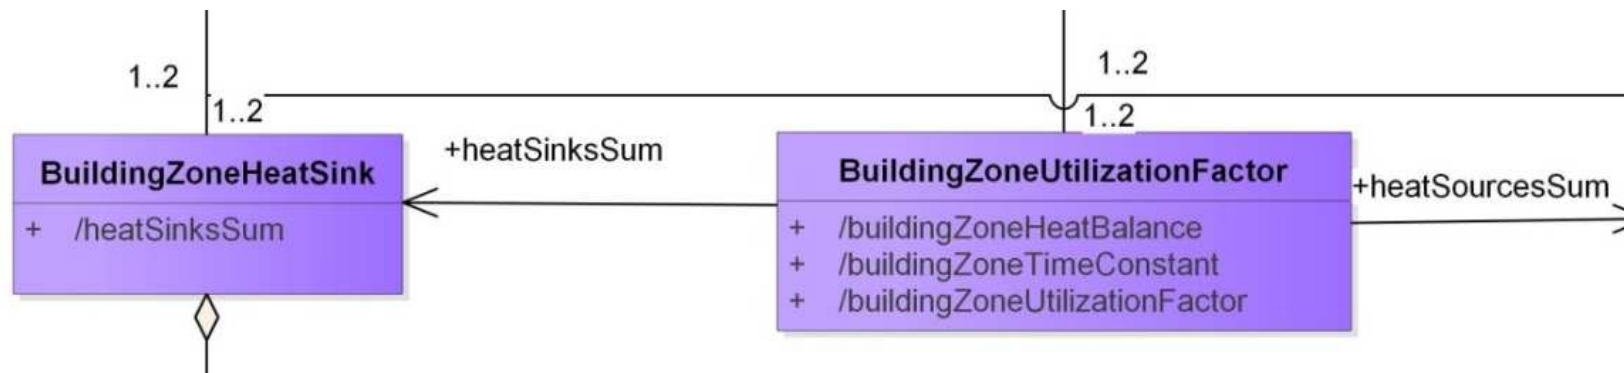 1..2
1..2
1..2
1..2
+heatSinksSum
BuildingZoneHeatSink
+ /heatSinksSum
BuildingZoneUtilizationFactor
+ /buildingZoneHeatBalance
+ /buildingZoneTimeConstant
+ /buildingZoneUtilizationFactor
+heatSourcesSum